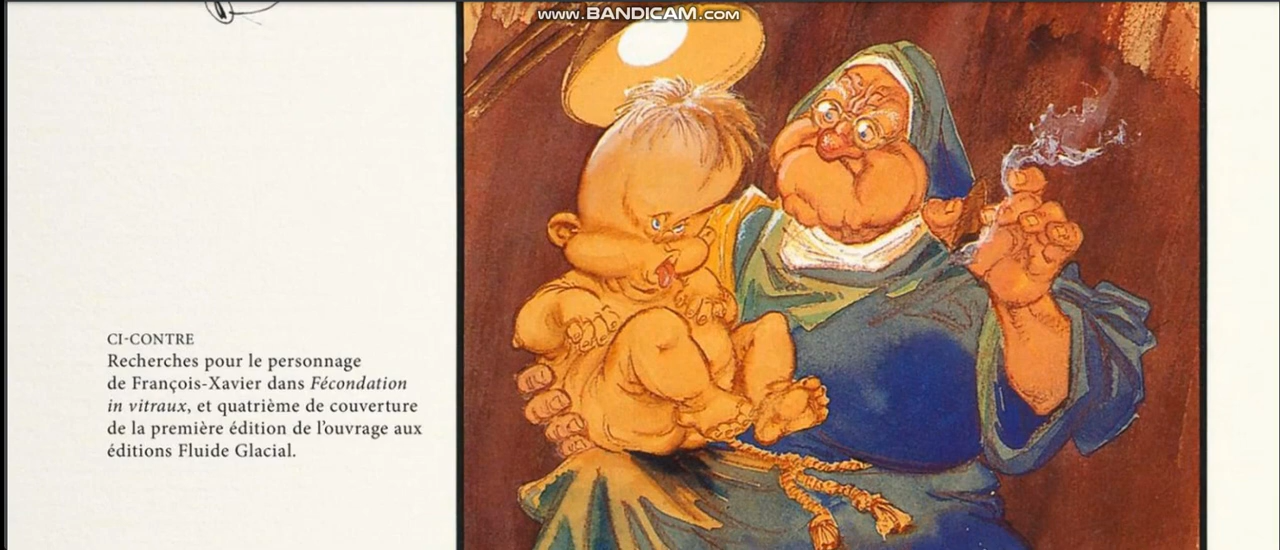 www.BANDICAM.com
CI-CONTRE
Recherches pour le personnage
de François-Xavier dans Fécondation
in vitraux, et quatrième de couverture
de la première édition de l’ouvrage aux
éditions Fluide Glacial.